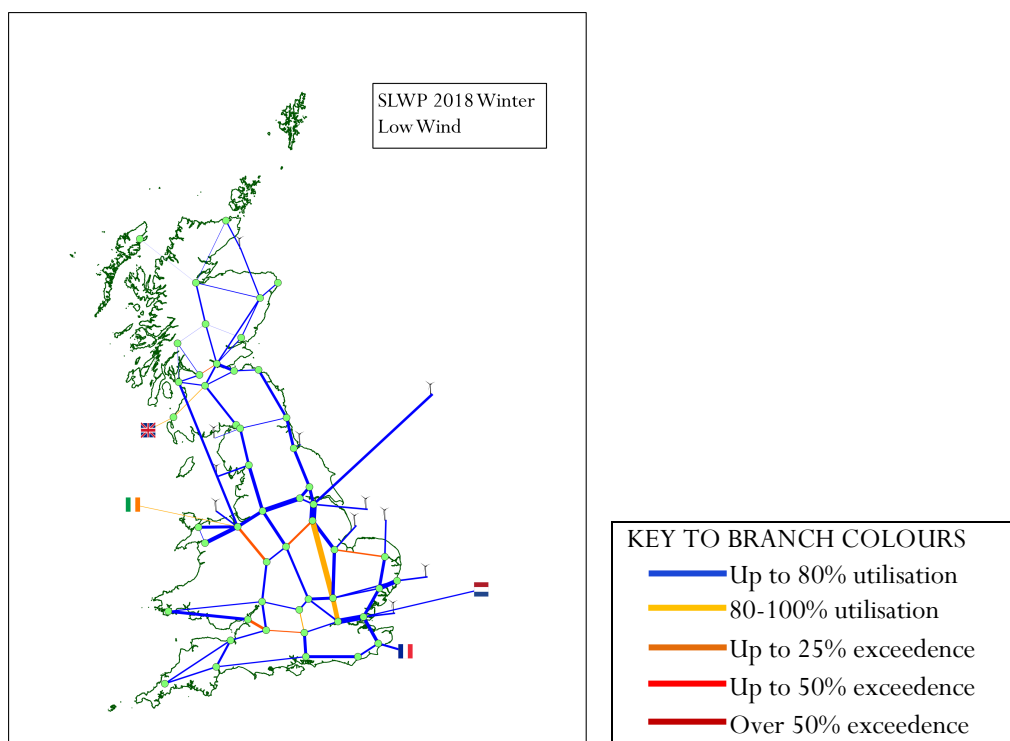 SLWP 2018 Winter
Low Wind
KEY TO BRANCH COLOURS
Up to 80% utilisation
80-100% utilisation
Up to 25% exceedence
Up to 50% exceedence
Over 50% exceedence